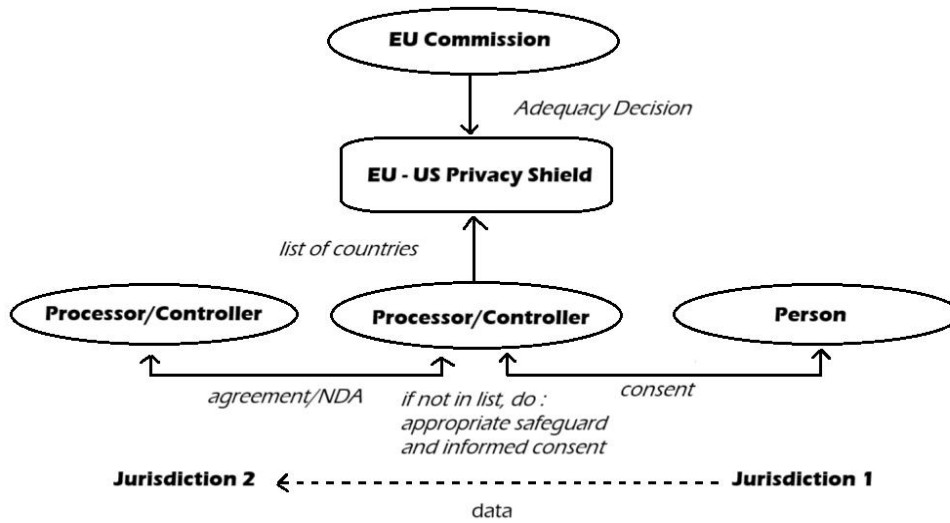 EU Commission
Adequacy Decision
EU - US Privacy Shield
list of countries
Processor/Controller
Processor/Controller
Person
agreement/NDA
if not in list, do :
appropriate safeguard
and informed consent
consent
Jurisdiction 2
Jurisdiction 1
data